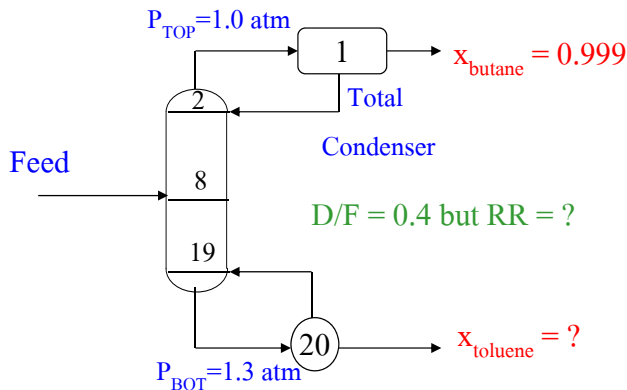 P_TOP=1.0 atm
1
x_butane = 0.999
2
Total
Condenser
Feed
8
D/F = 0.4 but RR = ?
19
20
x_toluene = ?
P_BOT=1.3 atm